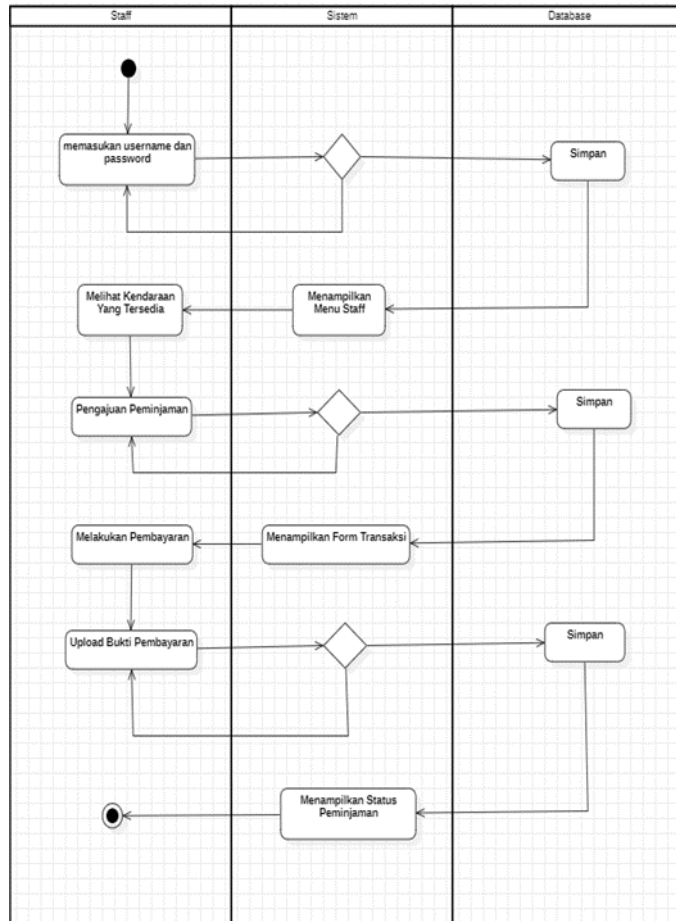 Staff
Sistem
Database
memasukan username dan
password
Simpan
Melihat Kendaraan
Yang Tersedia
Menampilkan
Menu Staff
Pengajuan Peminjaman
Simpan
Melakukan Pembayaran
Menampilkan Form Transaksi
Upload Bukti Pembayaran
Simpan
Menampilkan Status
Peminjaman